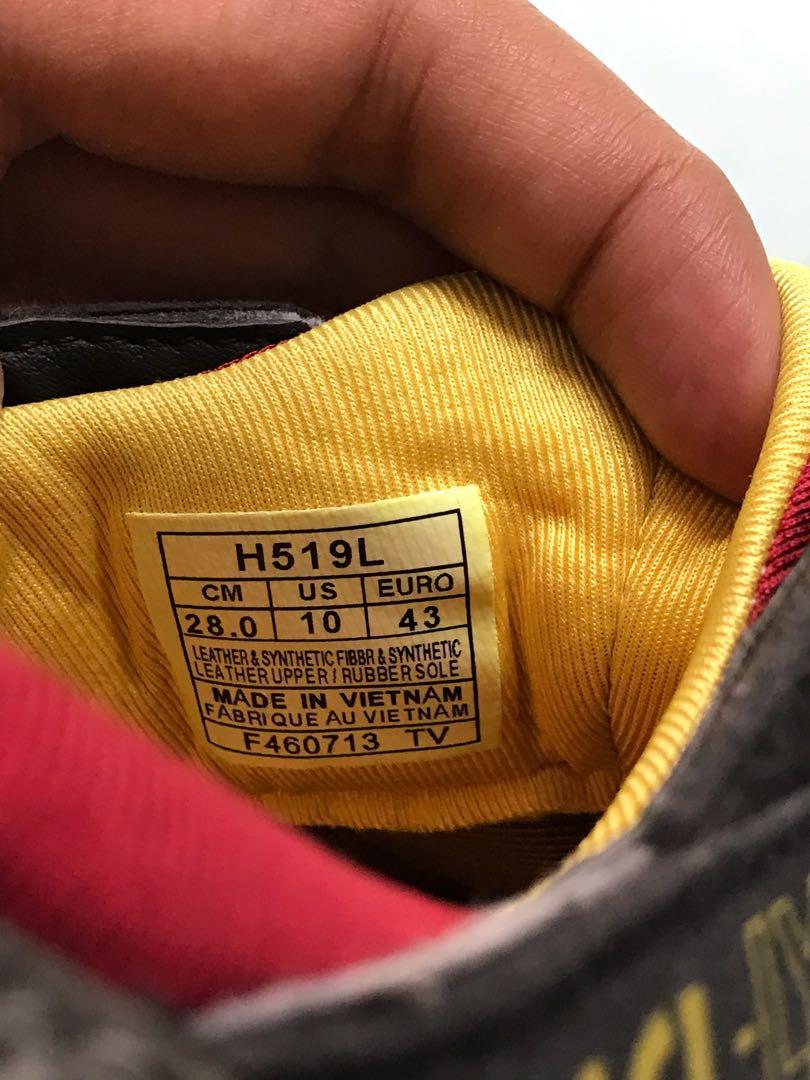 H519L
CM US EURO
28.0 10 43
LEATHER & SYNTHETIC FIBBR & SYNTHETIC
LEATHER UPPER / RUBBER SOLE
MADE IN VIETNAM
FABRIQUE AU VIETNAM
F460713 TV